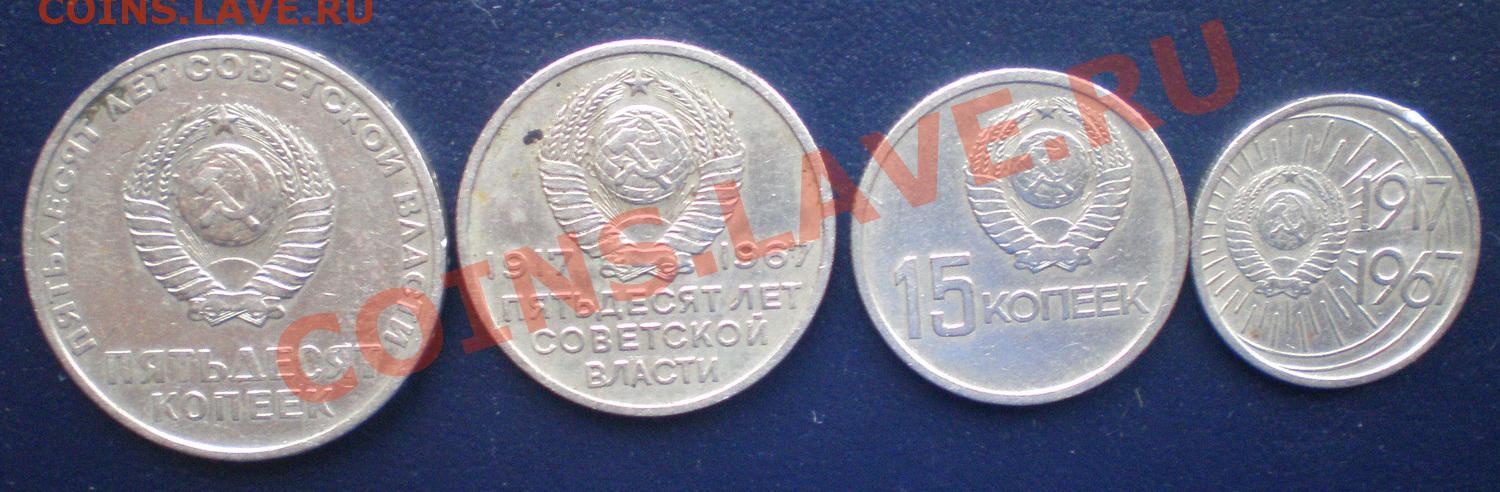 COINS.LAVE.RU
ПЯТЬДЕСЯТ ЛЕТ СОВЕТСКОЙ ВЛАСТИ
ПЯТЬДЕСЯТ
КОПЕЕК
1917 1967
ПЯТЬДЕСЯТ ЛЕТ
СОВЕТСКОЙ
ВЛАСТИ
15 КОПЕЕК
1917
1967
COINS.LAVE.RU